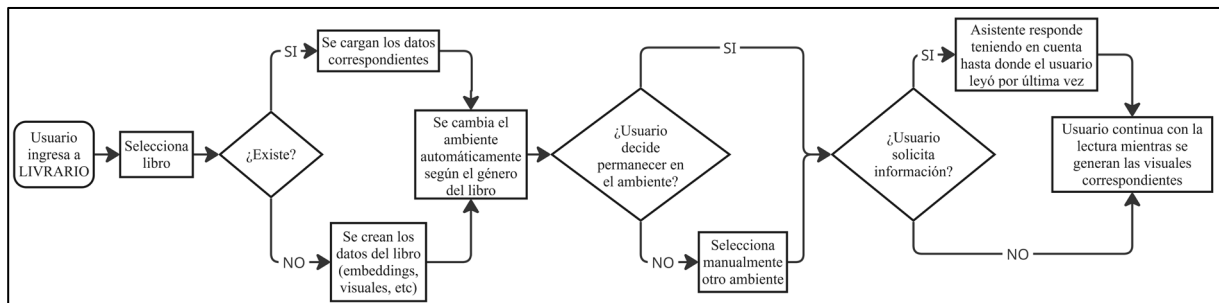 Usuario
ingresa a
LIVRARIO
Selecciona
libro
¿Existe?
SI
Se cargan los datos
correspondientes
NO
Se crean los
datos del libro
(embeddings,
visuales, etc)
Se cambia el
ambiente
automáticamente
según el género
del libro
¿Usuario
decide
permanecer en
el ambiente?
SI
NO
Selecciona
manualmente
otro ambiente
¿Usuario
solicita
información?
SI
Asistente responde
teniendo en cuenta
hasta donde el usuario
leyó por última vez
NO
Usuario continua con la
lectura mientras se
generan las visuales
correspondientes